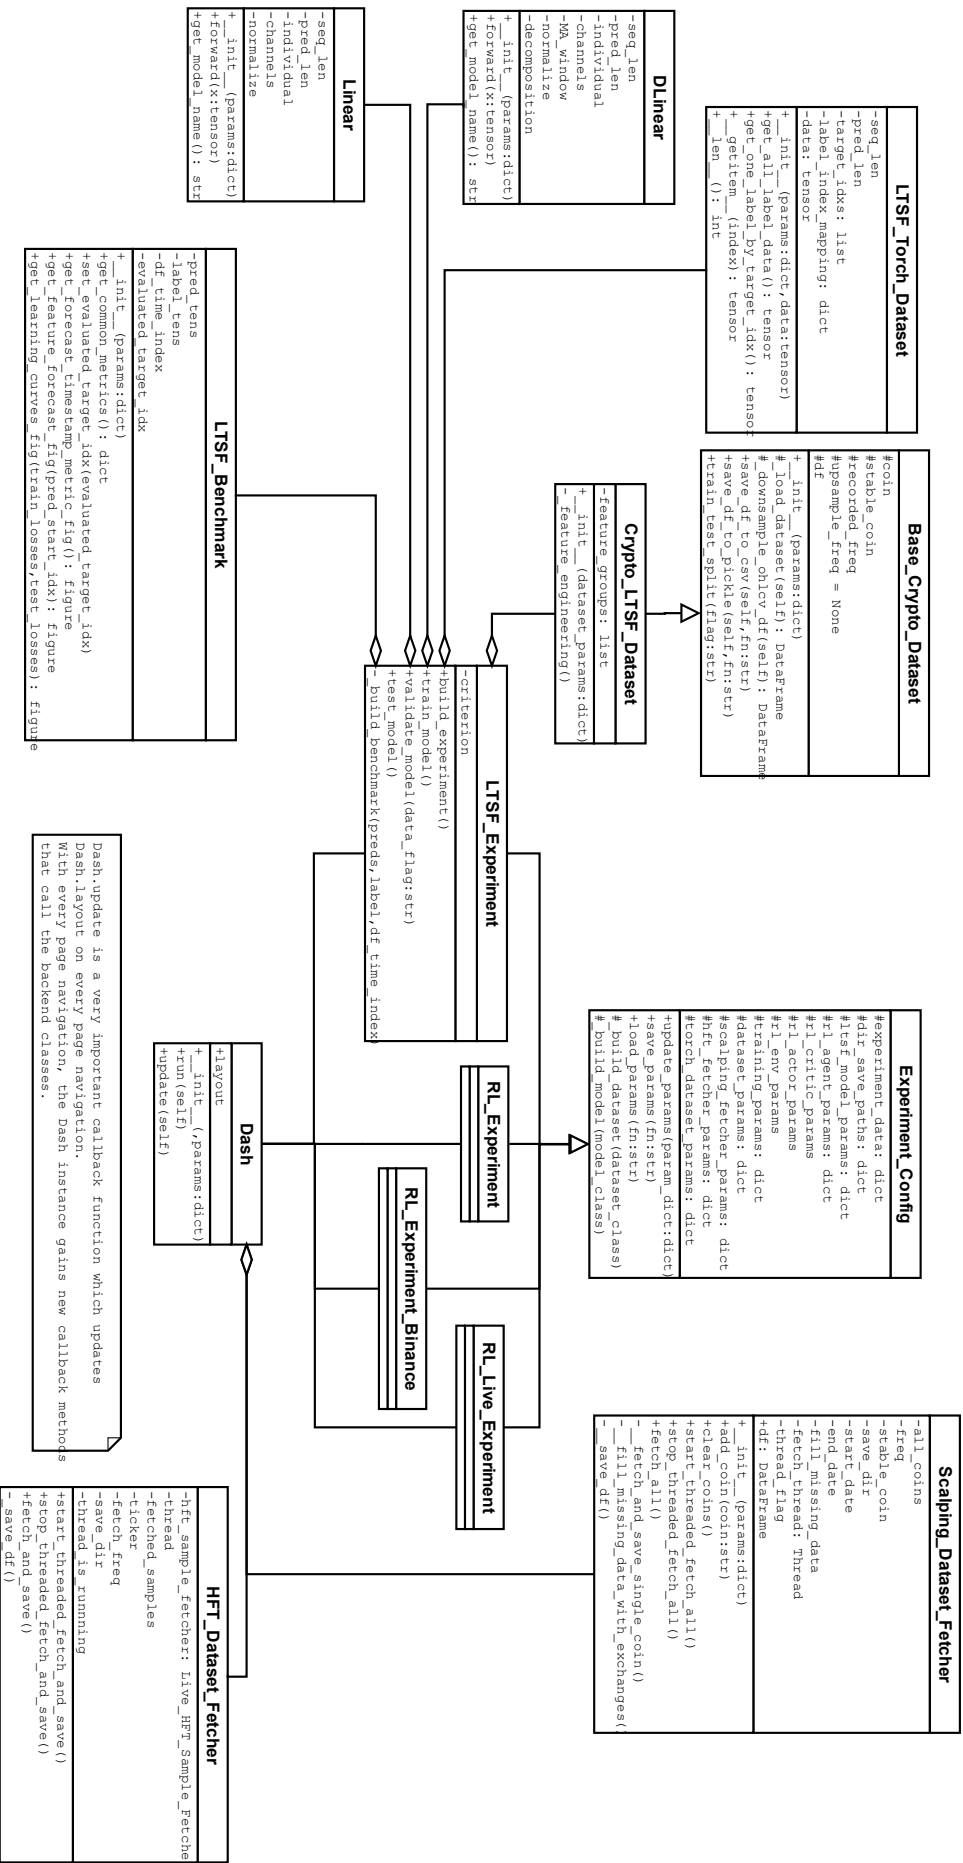 LTSF_Torch_Dataset
-seq_len
-pred_len
-target_idxs: list
-label_index_mapping: dict
-data: tensor
+__init__(params:dict,data:tensor)
+get_all_label_data(): tensor
+get_one_label_by_target_idx(): tensor
+__getitem__(index): tensor
+__len__(): int
Base_Crypto_Dataset
#coin
#stable_coin
#recorded_freq
#upsample_freq = None
#df
+__init__(params:dict)
#_load_dataset(self): DataFrame
#_downsample_ohlcv_df(self): DataFrame
+save_df_to_csv(self,fn:str)
+save_df_to_pickle(self,fn:str)
+train_test_split(flag:str)
Experiment_Config
#experiment_data: dict
#dir_save_paths: dict
#ltsf_model_params: dict
#rl_agent_params: dict
#rl_critic_params
#rl_actor_params
#rl_env_params
#training_params: dict
#dataset_params: dict
#scalping_fetcher_params: dict
#hft_fetcher_params: dict
#torch_dataset_params: dict
+update_params(param_dict:dict)
+save_params(fn:str)
+load_params(fn:str)
#_build_dataset(dataset_class)
#_build_model(model_class)
Scalping_Dataset_Fetcher
-all_coins
-freq
-stable_coin
-save_dir
-start_date
-end_date
-fill_missing_data
-fetch_thread: Thread
-thread_flag
+df: DataFrame
+__init__(params:dict)
+add_coin(coin:str)
+clear_coins()
+start_threaded_fetch_all()
+stop_threaded_fetch_all()
+fetch_all()
-__fetch_and_save_single_coin()
-__fill_missing_data_with_exchanges(
-__save_df()
DLinear
-seq_len
-pred_len
-individual
-channels
-MA_window
-normalize
-decomposition
+__init__(params:dict)
+forward(x:tensor)
+get_model_name(): str
Crypto_LTSF_Dataset
-feature_groups: list
+__init__(dataset_params:dict)
-_feature_engineering()
Linear
-seq_len
-pred_len
-individual
-channels
-normalize
+__init__(params:dict)
+forward(x:tensor)
+get_model_name(): str
LTSF_Experiment
-criterion
+build_experiment()
+train_model()
+validate_model(data_flag:str)
+test_model()
-_build_benchmark(preds,label,df_time_index)
RL_Experiment
RL_Experiment_Binance
RL_Live_Experiment
LTSF_Benchmark
-pred_tens
-label_tens
-df_time_index
-evaluated_target_idx
+__init__(params:dict)
+get_common_metrics(): dict
+set_evaluated_target_idx(evaluated_target_idx)
+get_forecast_timestamp_metric_fig(): figure
+get_feature_forecast_fig(pred_start_idx): figure
+get_learning_curves_fig(train_losses,test_losses): figure
Dash
+layout
+__init__(,params:dict)
+run(self)
+update(self)
HFT_Dataset_Fetcher
-hft_sample_fetcher: Live_HFT_Sample_Fetche
-thread
-fetched_samples
-ticker
-fetch_freq
-save_dir
-thread_is_runnning
+start_threaded_fetch_and_save()
+stop_threaded_fetch_and_save()
+fetch_and_save()
-_save_df()
Dash.update is a very important callback function which updates
Dash.layout on every page navigation.
With every page navigation, the Dash instance gains new callback methods
that call the backend classes.